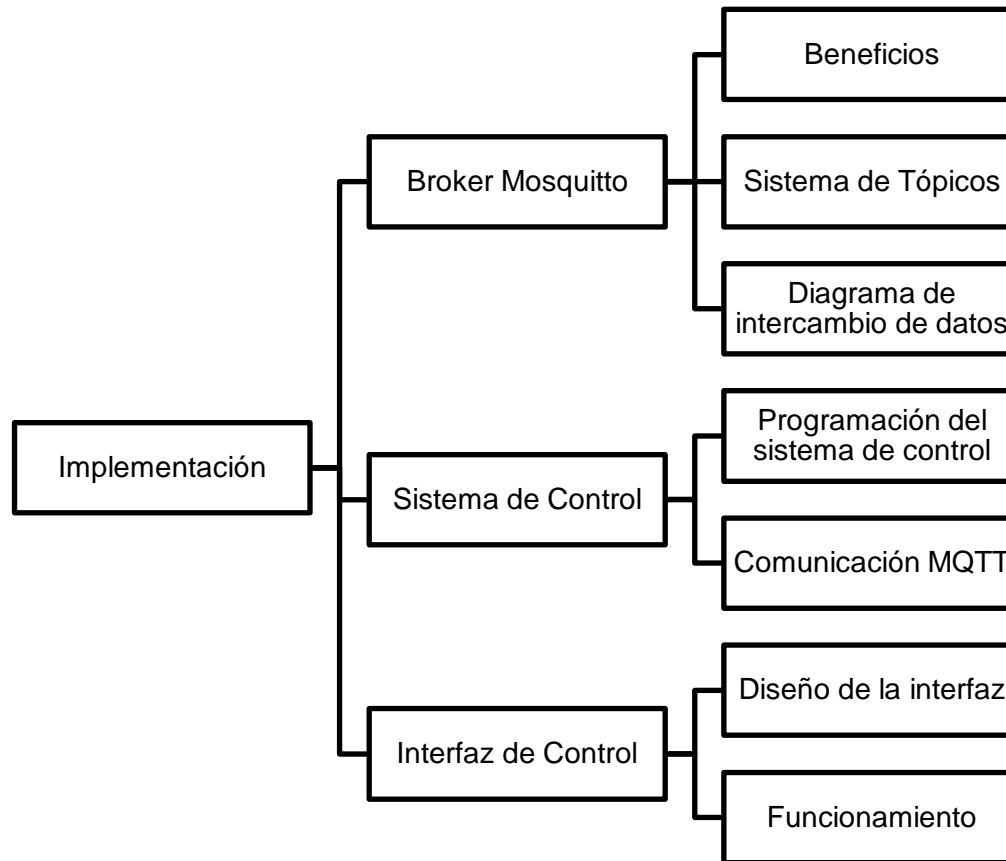 Implementación
Broker Mosquitto
Beneficios
Sistema de Tópicos
Diagrama de
intercambio de datos
Sistema de Control
Programación del
sistema de control
Comunicación MQTT
Interfaz de Control
Diseño de la interfaz
Funcionamiento